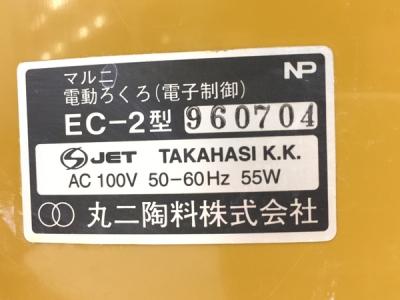 マルニ
NP
電動ろくろ(電子制御)
EC-2型 960704
JET TAKAHASI K.K.
AC 100V 50-60Hz 55W
丸二陶料株式会社